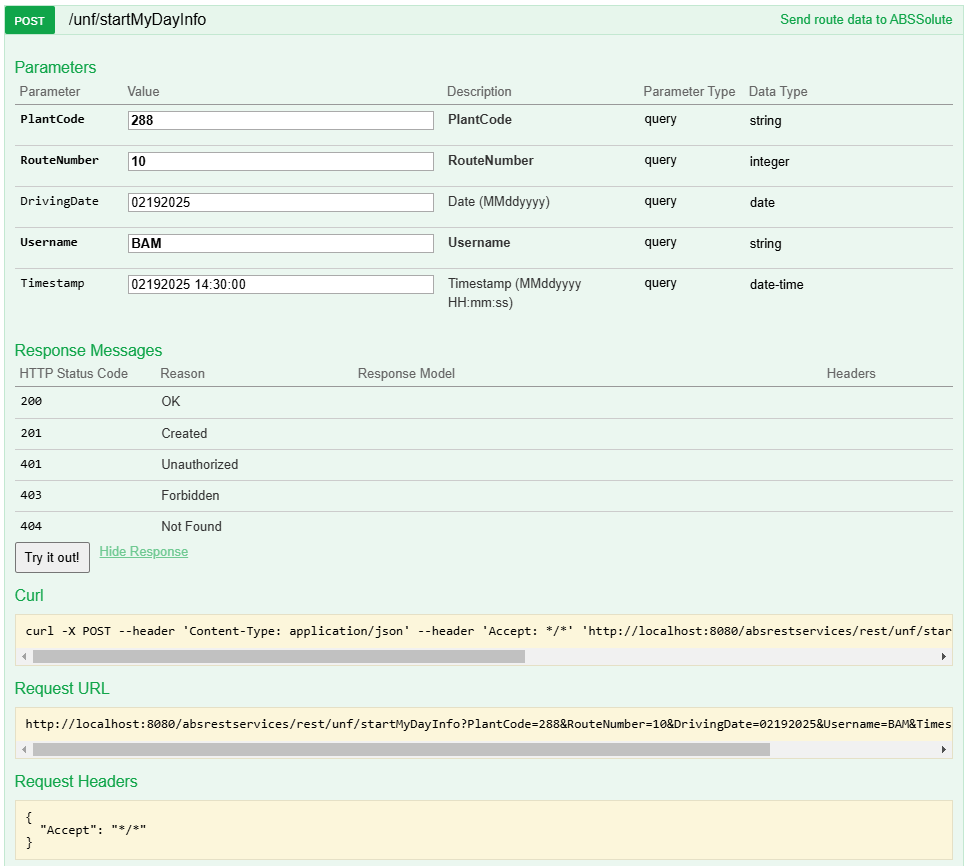 POST /unf/startMyDayInfo Send route data to ABSSolute
Parameters
Parameter Value Description Parameter Type Data Type
PlantCode 288 PlantCode query string
RouteNumber 10 RouteNumber query integer
DrivingDate 02192025 Date (MMddyyyy) query date
Username BAM Username query string
Timestamp 02192025 14:30:00 Timestamp (MMddyyyy query date-time
HH:mm:ss)
Response Messages
HTTP Status Code Reason Response Model Headers
200 OK
201 Created
401 Unauthorized
403 Forbidden
404 Not Found
Try it out! Hide Response
Curl
curl -X POST --header 'Content-Type: application/json' --header 'Accept: */*' 'http://localhost:8080/absrestservices/rest/unf/star
Request URL
http://localhost:8080/absrestservices/rest/unf/startMyDayInfo?PlantCode=288&RouteNumber=10&DrivingDate=02192025&Username=BAM&Times
Request Headers
{
"Accept": "*/*"
}